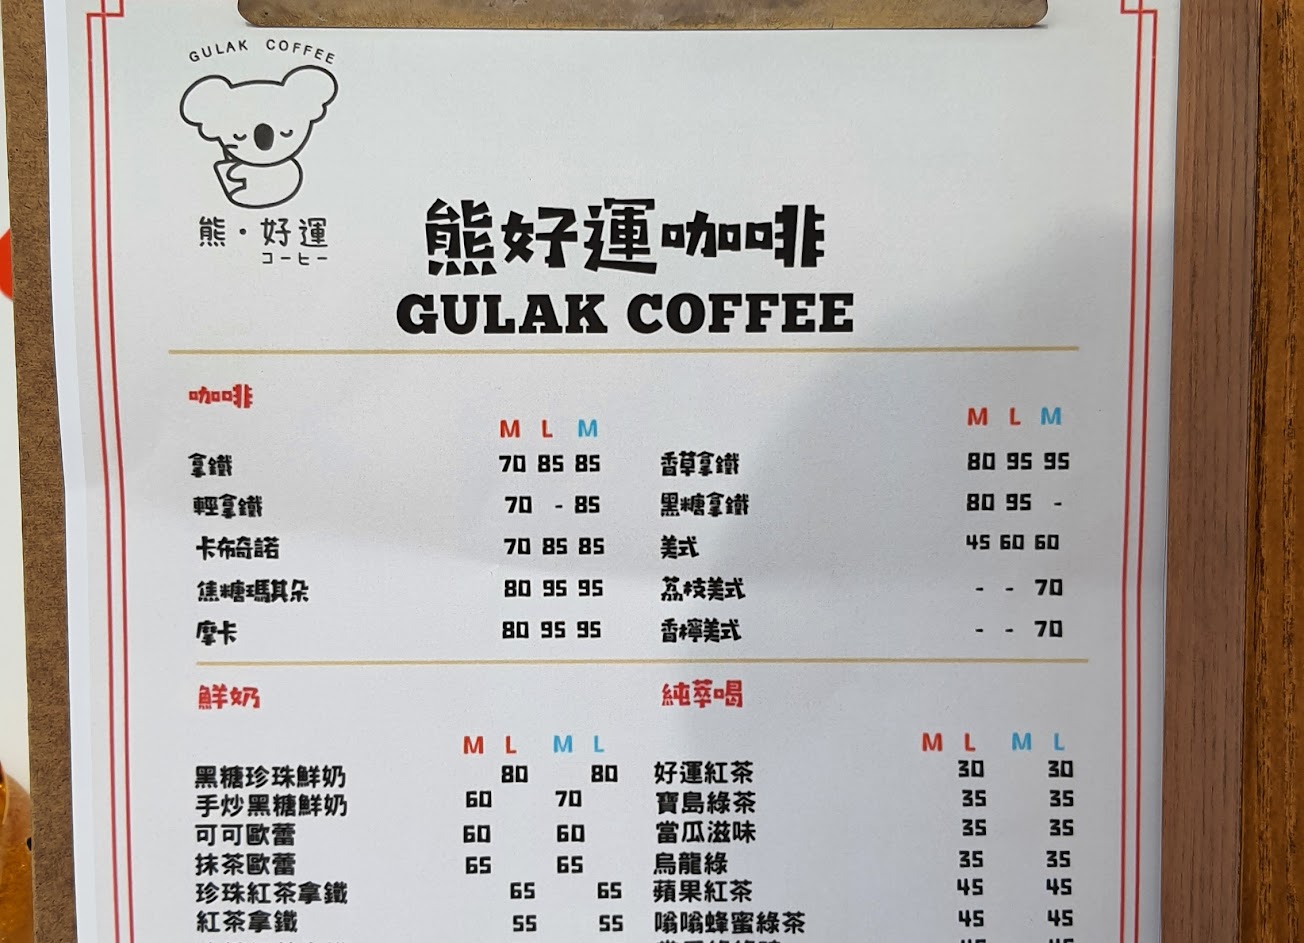 GULAK COFFEE
熊・好運
コーヒー
熊好運咖啡
GULAK COFFEE
咖啡
M L M
拿鐵 70 85 85
輕拿鐵 70 - 85
卡布奇諾 70 85 85
焦糖瑪其朵 80 95 95
摩卡 80 95 95
M L M
香草拿鐵 80 95 95
黑糖拿鐵 80 95 -
美式 45 60 60
荔枝美式 - - 70
香檸美式 - - 70
鮮奶
M L M L
黑糖珍珠鮮奶 80 80
手炒黑糖鮮奶 60 70
可可歐蕾 60 60
抹茶歐蕾 65 65
珍珠紅茶拿鐵 65 65
紅茶拿鐵 55 55
純萃喝
M L M L
好運紅茶 30 30
寶島綠茶 35 35
當瓜滋味 35 35
烏龍綠 35 35
蘋果紅茶 45 45
嗡嗡蜂蜜綠茶 45 45